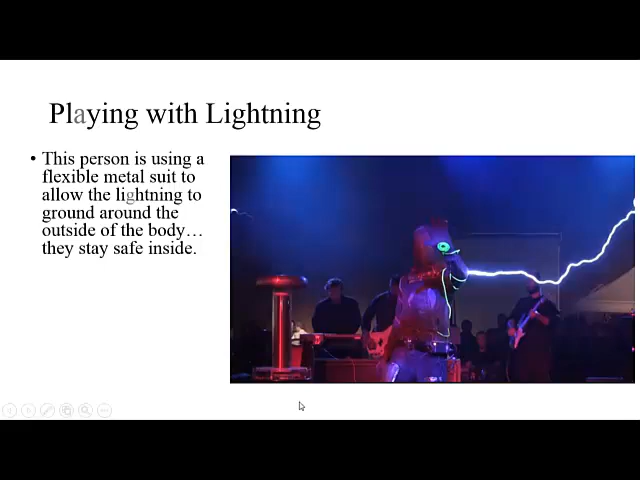 Playing with Lightning
• This person is using a
flexible metal suit to
allow the lightning to
ground around the
outside of the body…
they stay safe inside.